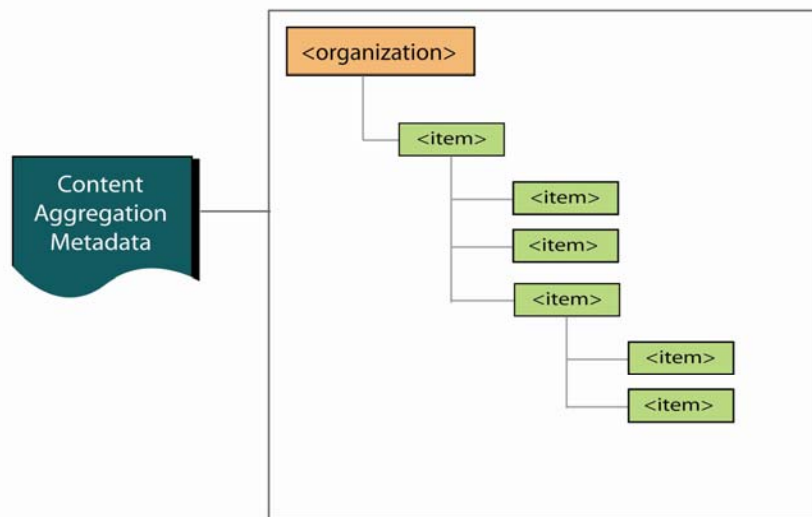 <organization>
<item>
Content
Aggregation
Metadata
<item>
<item>
<item>
<item>
<item>